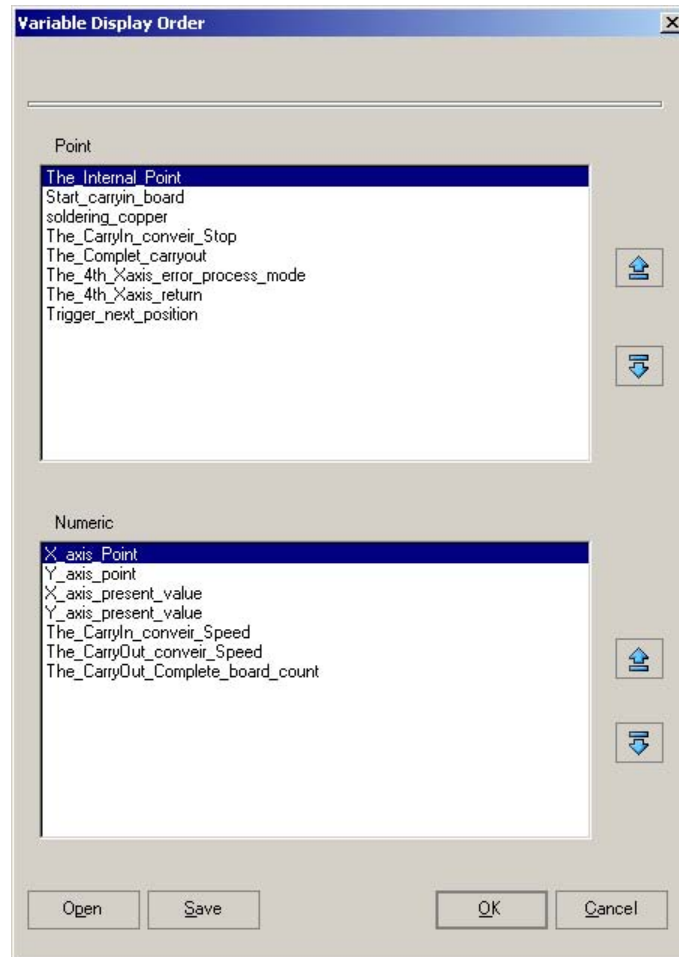 Variable Display Order
Point
The_Internal_Point
Start_carryin_board
soldering_copper
The_CarryIn_conveir_Stop
The_Complet_carryout
The_4th_Xaxis_error_process_mode
The_4th_Xaxis_return
Trigger_next_position
Numeric
X_axis_Point
Y_axis_point
X_axis_present_value
Y_axis_present_value
The_CarryIn_conveir_Speed
The_CarryOut_conveir_Speed
The_CarryOut_Complete_board_count
Open Save OK Cancel